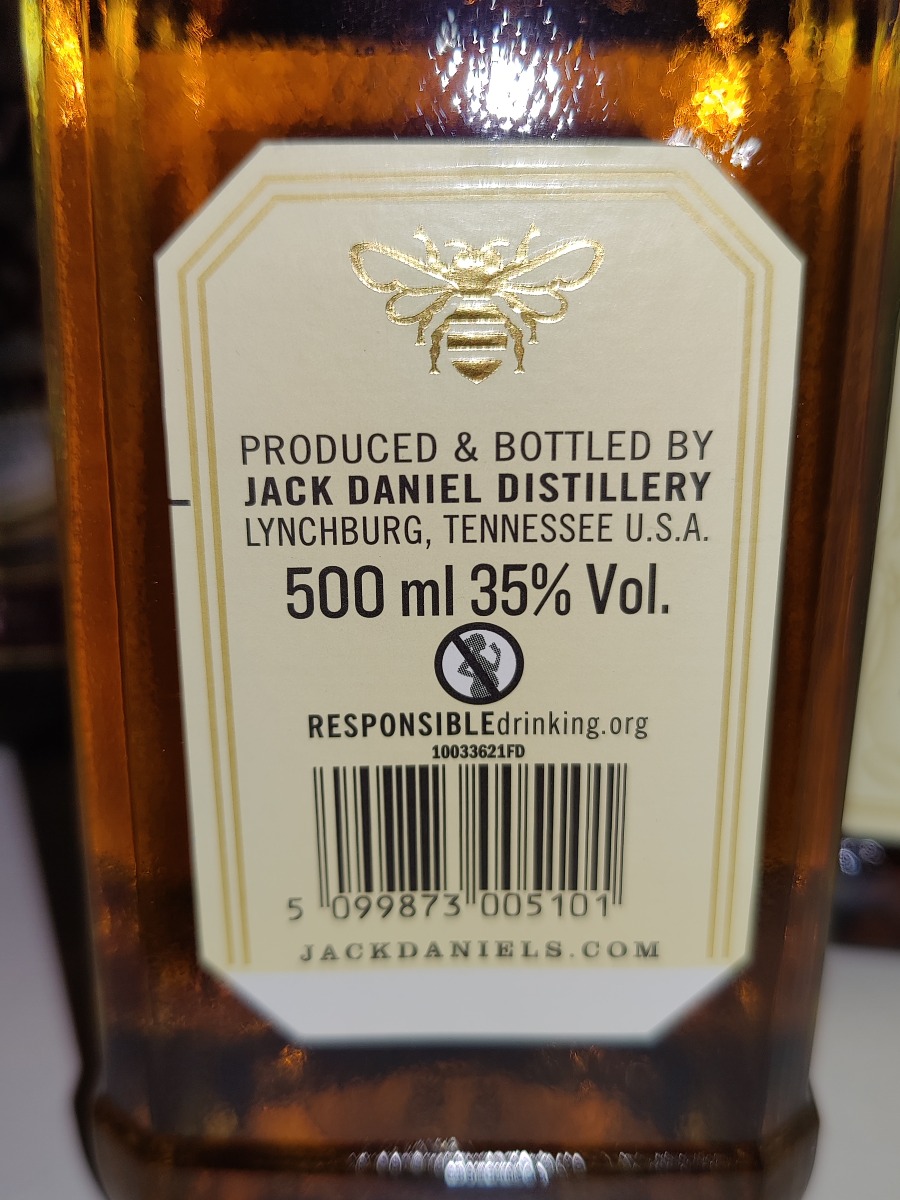 PRODUCED & BOTTLED BY
JACK DANIEL DISTILLERY
LYNCHBURG, TENNESSEE U.S.A.
500 ml 35% Vol.
RESPONSIBLEdrinking.org
10033621FD
5 099873 005101
JACKDANIELS.COM